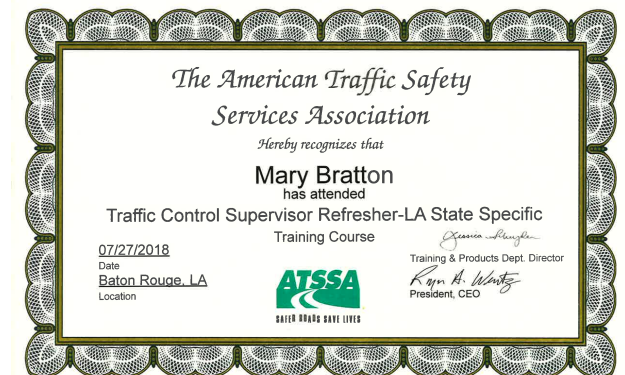 The American Traffic Safety
Services Association
Hereby recognizes that
Mary Bratton
has attended
Traffic Control Supervisor Refresher-LA State Specific
Training Course
07/27/2018
Date
Baton Rouge, LA
Location
ATSSA
SAFER ROADS SAVE LIVES
Jessica
Training & Products Dept. Director
Wentz
President, CEO